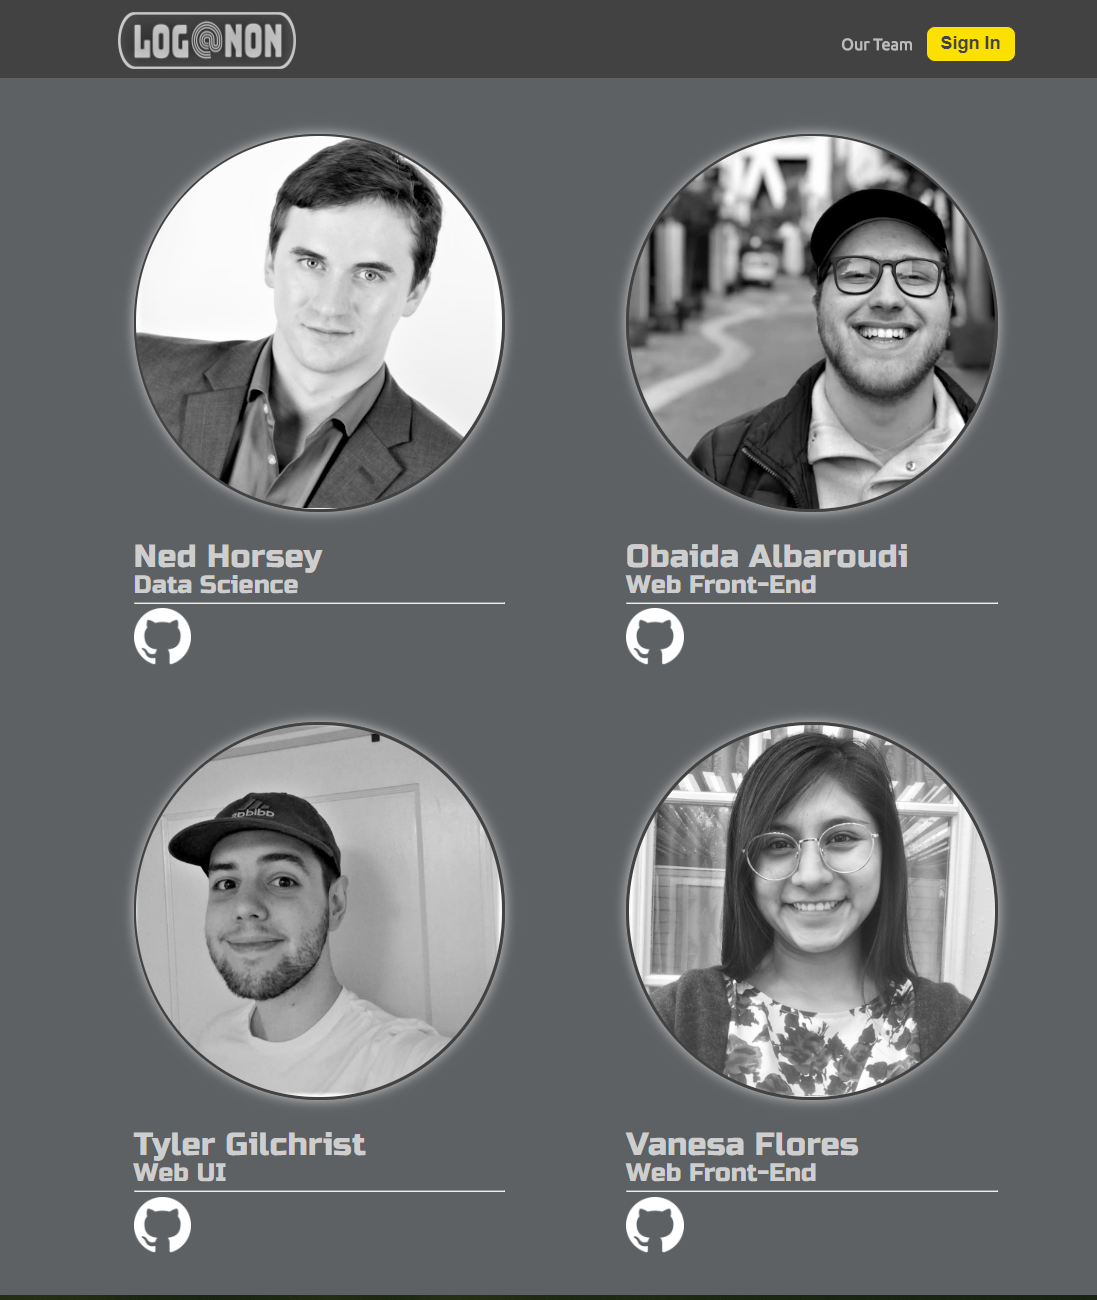 LOG@NON
Our Team
Sign In
Ned Horsey
Data Science
Obaida Albaroudi
Web Front-End
Tyler Gilchrist
Web UI
Vanesa Flores
Web Front-End